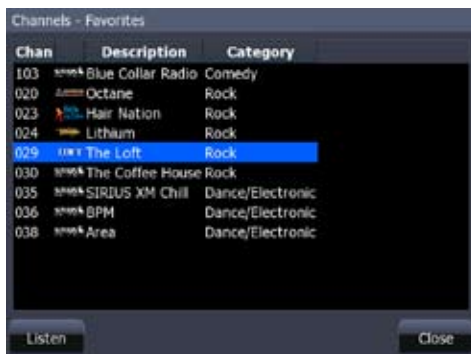 Channels - Favorites
Chan Description Category
103 Blue Collar Radio Comedy
020 Octane Rock
023 Hair Nation Rock
024 Lithium Rock
029 The Loft Rock
030 The Coffee House Rock
035 SIRIUS XM Chill Dance/Electronic
036 BPM Dance/Electronic
038 Area Dance/Electronic
Listen Close